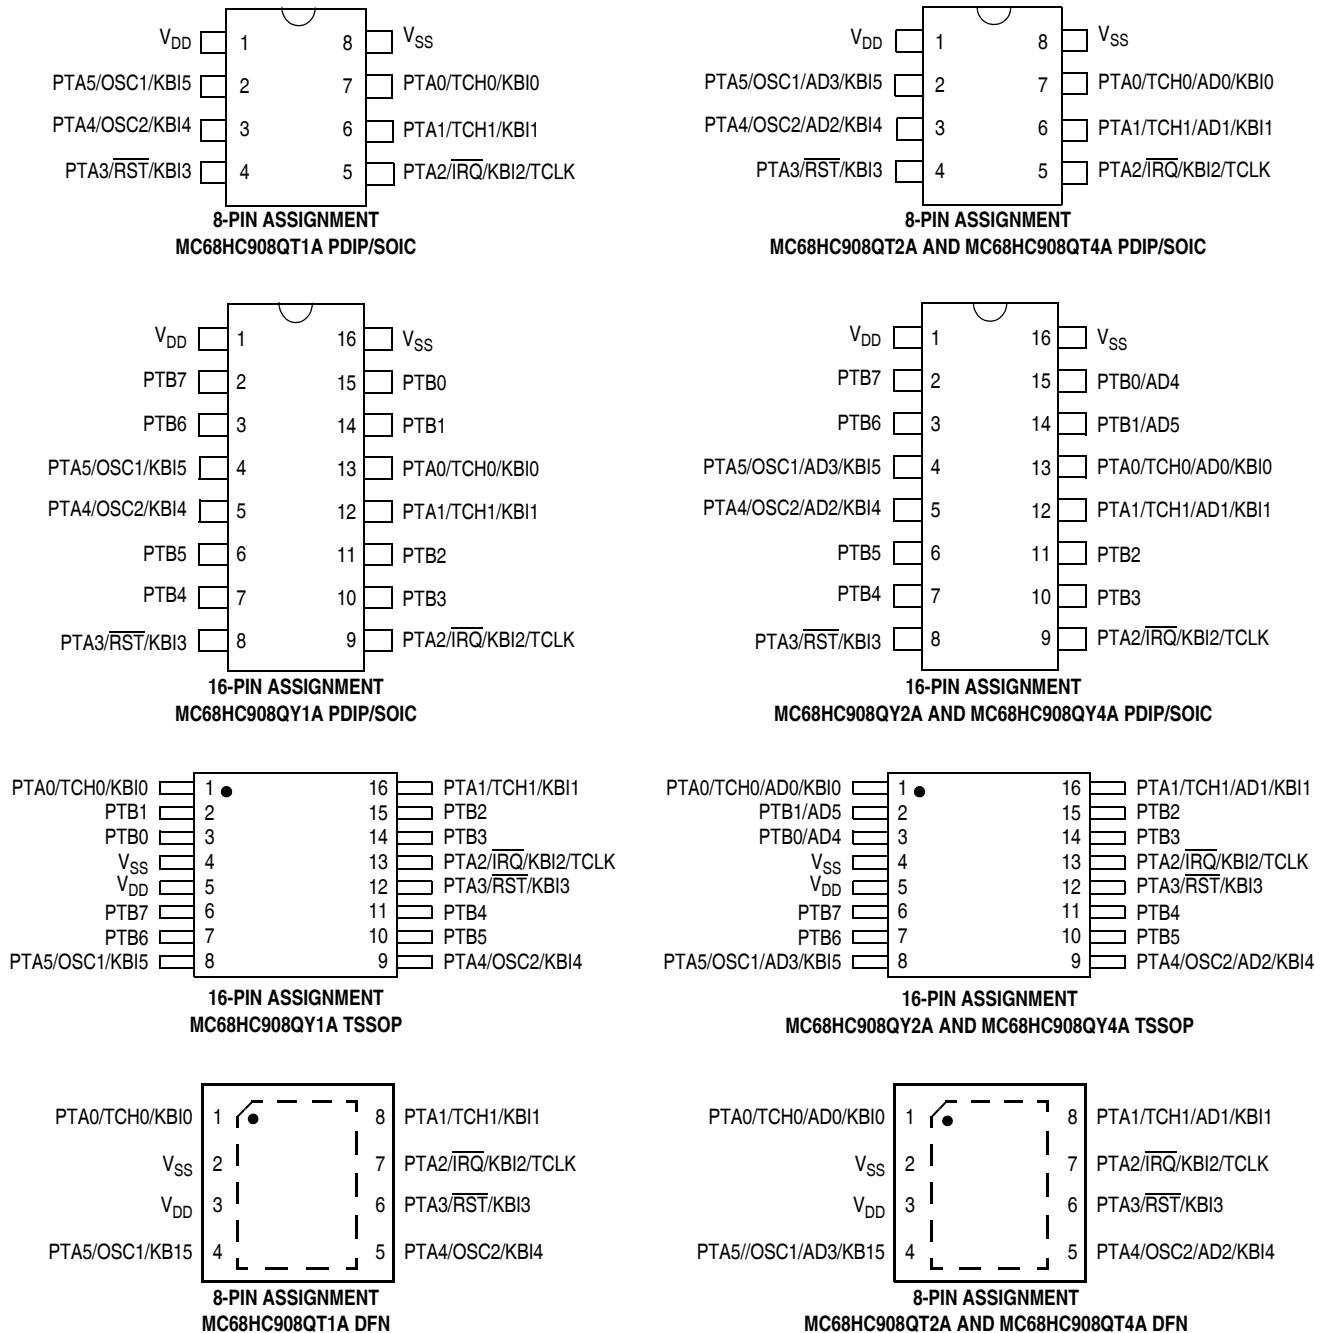 VDD 1 8 VSS
PTA5/OSC1/KBI5 2 7 PTA0/TCH0/KBI0
PTA4/OSC2/KBI4 3 6 PTA1/TCH1/KBI1
PTA3/RST/KBI3 4 5 PTA2/IRQ/KBI2/TCLK
8-PIN ASSIGNMENT
MC68HC908QT1A PDIP/SOIC
VDD 1 8 VSS
PTA5/OSC1/AD3/KBI5 2 7 PTA0/TCH0/AD0/KBI0
PTA4/OSC2/AD2/KBI4 3 6 PTA1/TCH1/AD1/KBI1
PTA3/RST/KBI3 4 5 PTA2/IRQ/KBI2/TCLK
8-PIN ASSIGNMENT
MC68HC908QT2A AND MC68HC908QT4A PDIP/SOIC
VDD 1 16 VSS
PTB7 2 15 PTB0
PTB6 3 14 PTB1
PTA5/OSC1/KBI5 4 13 PTA0/TCH0/KBI0
PTA4/OSC2/KBI4 5 12 PTA1/TCH1/KBI1
PTB5 6 11 PTB2
PTB4 7 10 PTB3
PTA3/RST/KBI3 8 9 PTA2/IRQ/KBI2/TCLK
16-PIN ASSIGNMENT
MC68HC908QY1A PDIP/SOIC
VDD 1 16 VSS
PTB7 2 15 PTB0/AD4
PTB6 3 14 PTB1/AD5
PTA5/OSC1/AD3/KBI5 4 13 PTA0/TCH0/AD0/KBI0
PTA4/OSC2/AD2/KBI4 5 12 PTA1/TCH1/AD1/KBI1
PTB5 6 11 PTB2
PTB4 7 10 PTB3
PTA3/RST/KBI3 8 9 PTA2/IRQ/KBI2/TCLK
16-PIN ASSIGNMENT
MC68HC908QY2A AND MC68HC908QY4A PDIP/SOIC
PTA0/TCH0/KBI0 1 16 PTA1/TCH1/KBI1
PTB1 2 15 PTB2
PTB0 3 14 PTB3
VSS 4 13 PTA2/IRQ/KBI2/TCLK
VDD 5 12 PTA3/RST/KBI3
PTB7 6 11 PTB4
PTB6 7 10 PTB5
PTA5/OSC1/KBI5 8 9 PTA4/OSC2/KBI4
16-PIN ASSIGNMENT
MC68HC908QY1A TSSOP
PTA0/TCH0/AD0/KBI0 1 16 PTA1/TCH1/AD1/KBI1
PTB1/AD5 2 15 PTB2
PTB0/AD4 3 14 PTB3
VSS 4 13 PTA2/IRQ/KBI2/TCLK
VDD 5 12 PTA3/RST/KBI3
PTB7 6 11 PTB4
PTB6 7 10 PTB5
PTA5/OSC1/AD3/KBI5 8 9 PTA4/OSC2/AD2/KBI4
16-PIN ASSIGNMENT
MC68HC908QY2A AND MC68HC908QY4A TSSOP
PTA0/TCH0/KBI0 1 8 PTA1/TCH1/KBI1
VSS 2 7 PTA2/IRQ/KBI2/TCLK
VDD 3 6 PTA3/RST/KBI3
PTA5/OSC1/KB15 4 5 PTA4/OSC2/KBI4
8-PIN ASSIGNMENT
MC68HC908QT1A DFN
PTA0/TCH0/AD0/KBI0 1 8 PTA1/TCH1/AD1/KBI1
VSS 2 7 PTA2/IRQ/KBI2/TCLK
VDD 3 6 PTA3/RST/KBI3
PTA5//OSC1/AD3/KB15 4 5 PTA4/OSC2/AD2/KBI4
8-PIN ASSIGNMENT
MC68HC908QT2A AND MC68HC908QT4A DFN